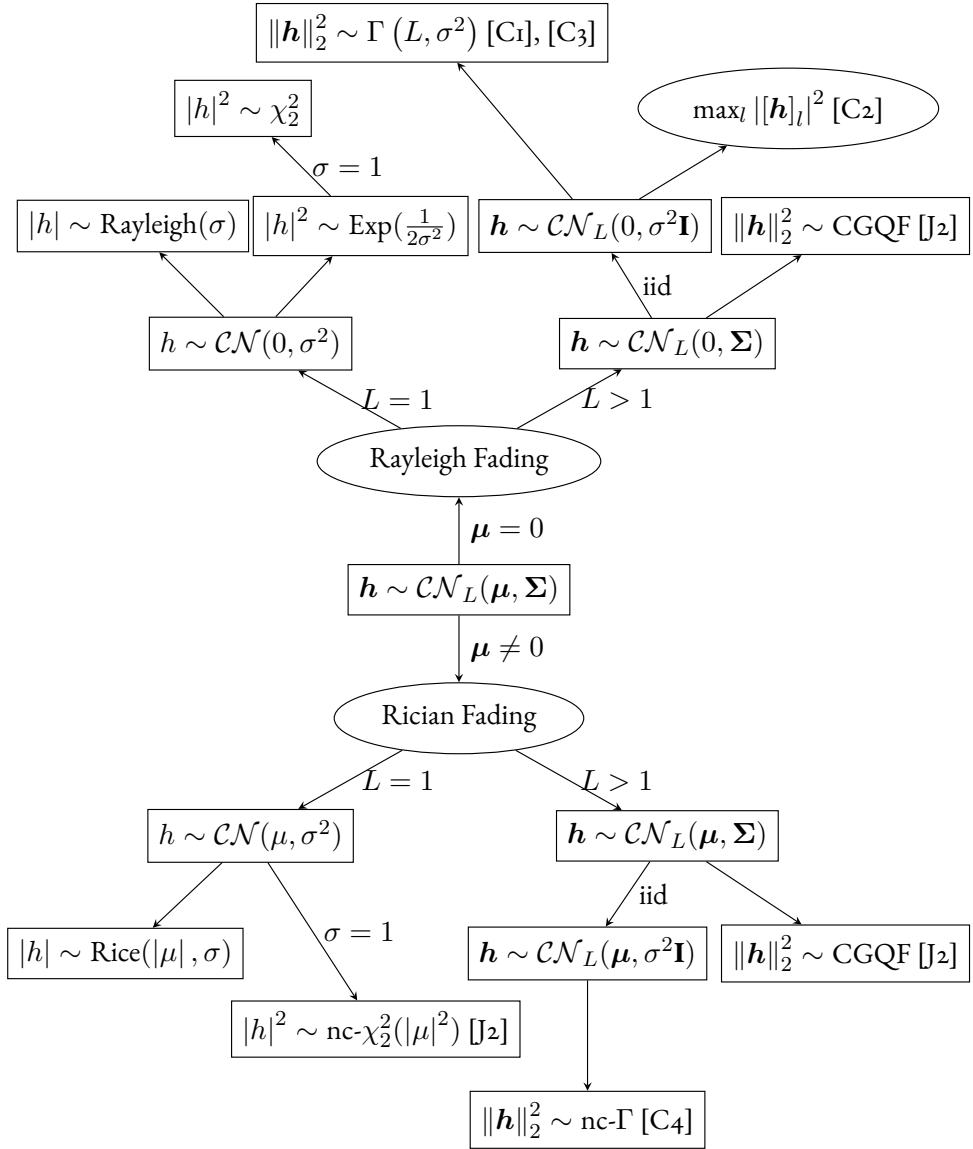 ‖𝒉‖₂² ∼ Γ (L, σ²) [C1], [C3]
|h|² ∼ χ₂²
maxₗ |[𝒉]ₗ|² [C2]
σ = 1
|h| ∼ Rayleigh(σ)
|h|² ∼ Exp(1/(2σ²))
𝒉 ∼ 𝒞𝒩_L(0, σ²𝐈)
‖𝒉‖₂² ∼ CGQF [J2]
iid
h ∼ 𝒞𝒩(0, σ²)
𝒉 ∼ 𝒞𝒩_L(0, 𝚺)
L = 1
L > 1
Rayleigh Fading
𝝁 = 0
𝒉 ∼ 𝒞𝒩_L(𝝁, 𝚺)
𝝁 ≠ 0
Rician Fading
L = 1
L > 1
h ∼ 𝒞𝒩(μ, σ²)
𝒉 ∼ 𝒞𝒩_L(𝝁, 𝚺)
iid
σ = 1
|h| ∼ Rice(|μ| , σ)
𝒉 ∼ 𝒞𝒩_L(𝝁, σ²𝐈)
‖𝒉‖₂² ∼ CGQF [J2]
|h|² ∼ nc-χ₂²(|μ|²) [J2]
‖𝒉‖₂² ∼ nc-Γ [C4]